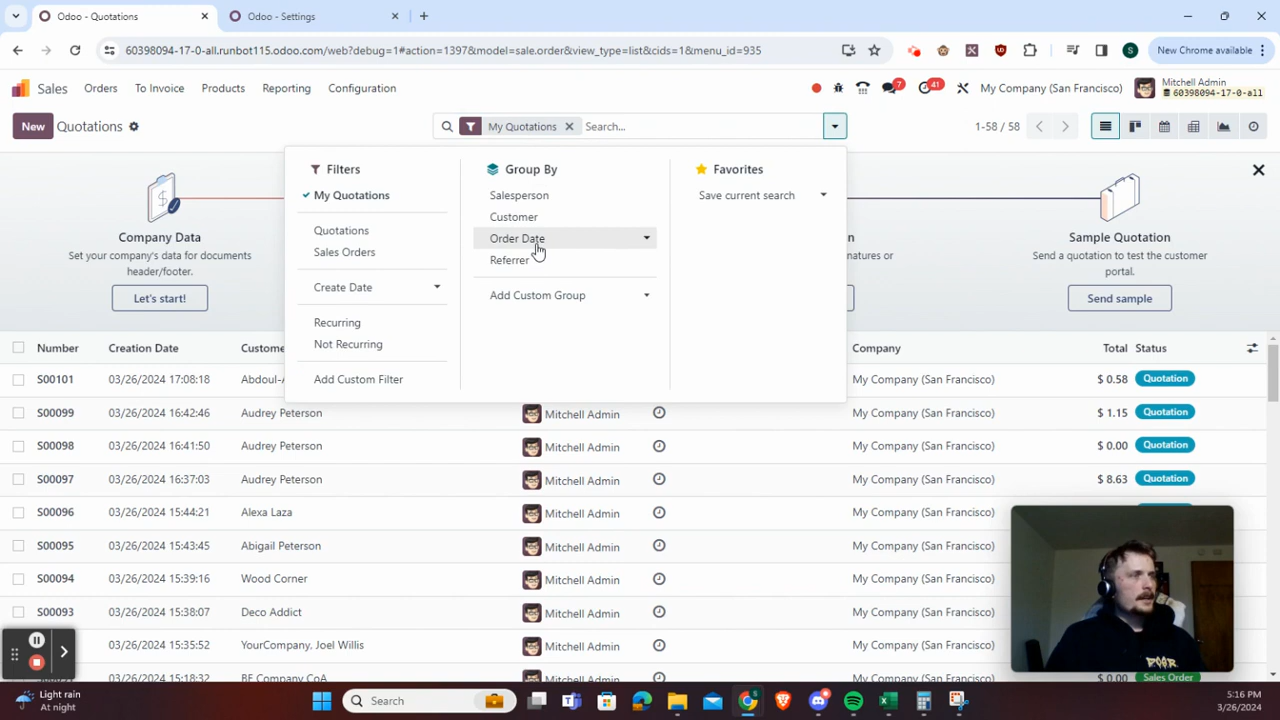 Odoo - Quotations
Odoo - Settings
60398094-17-0-all.runbot115.odoo.com/web?debug=1#action=1397&model=sale.order&view_type=list&cids=1&menu_id=935
S
New Chrome available
Sales Orders To Invoice Products Reporting Configuration
7
41
My Company (San Francisco)
Mitchell Admin
60398094-17-0-all
New
Quotations
My Quotations
Search...
1-58 / 58
Filters
My Quotations
Quotations
Sales Orders
Create Date
Recurring
Not Recurring
Add Custom Filter
Group By
Salesperson
Customer
Order Date
Referrer
Add Custom Group
Favorites
Save current search
Company Data
Set your company's data for documents
header/footer.
Let's start!
n
natures or
Sample Quotation
Send a quotation to test the customer
portal.
Send sample
Number Creation Date Custome Company Total Status
S00101 03/26/2024 17:08:18 Abdoul-A My Company (San Francisco) $ 0.58 Quotation
S00099 03/26/2024 16:42:46 Audrey Peterson Mitchell Admin My Company (San Francisco) $ 1.15 Quotation
S00098 03/26/2024 16:41:50 Audrey Peterson Mitchell Admin My Company (San Francisco) $ 0.00 Quotation
S00097 03/26/2024 16:37:03 Audrey Peterson Mitchell Admin My Company (San Francisco) $ 8.63 Quotation
S00096 03/26/2024 15:44:21 Alexa Laza Mitchell Admin My Company (San Francisco)
S00095 03/26/2024 15:43:45 Abigail Peterson Mitchell Admin My Company (San Francisco)
S00094 03/26/2024 15:39:16 Wood Corner Mitchell Admin My Company (San Francisco)
S00093 03/26/2024 15:38:07 Deco Addict Mitchell Admin My Company (San Francisco)
03/26/2024 15:35:52 YourCompany, Joel Willis Mitchell Admin My Company (San Francisco)
Mitchell Admin $ 0.00 Sales Order
Light rain
At night
Search
5:16 PM
3/26/2024